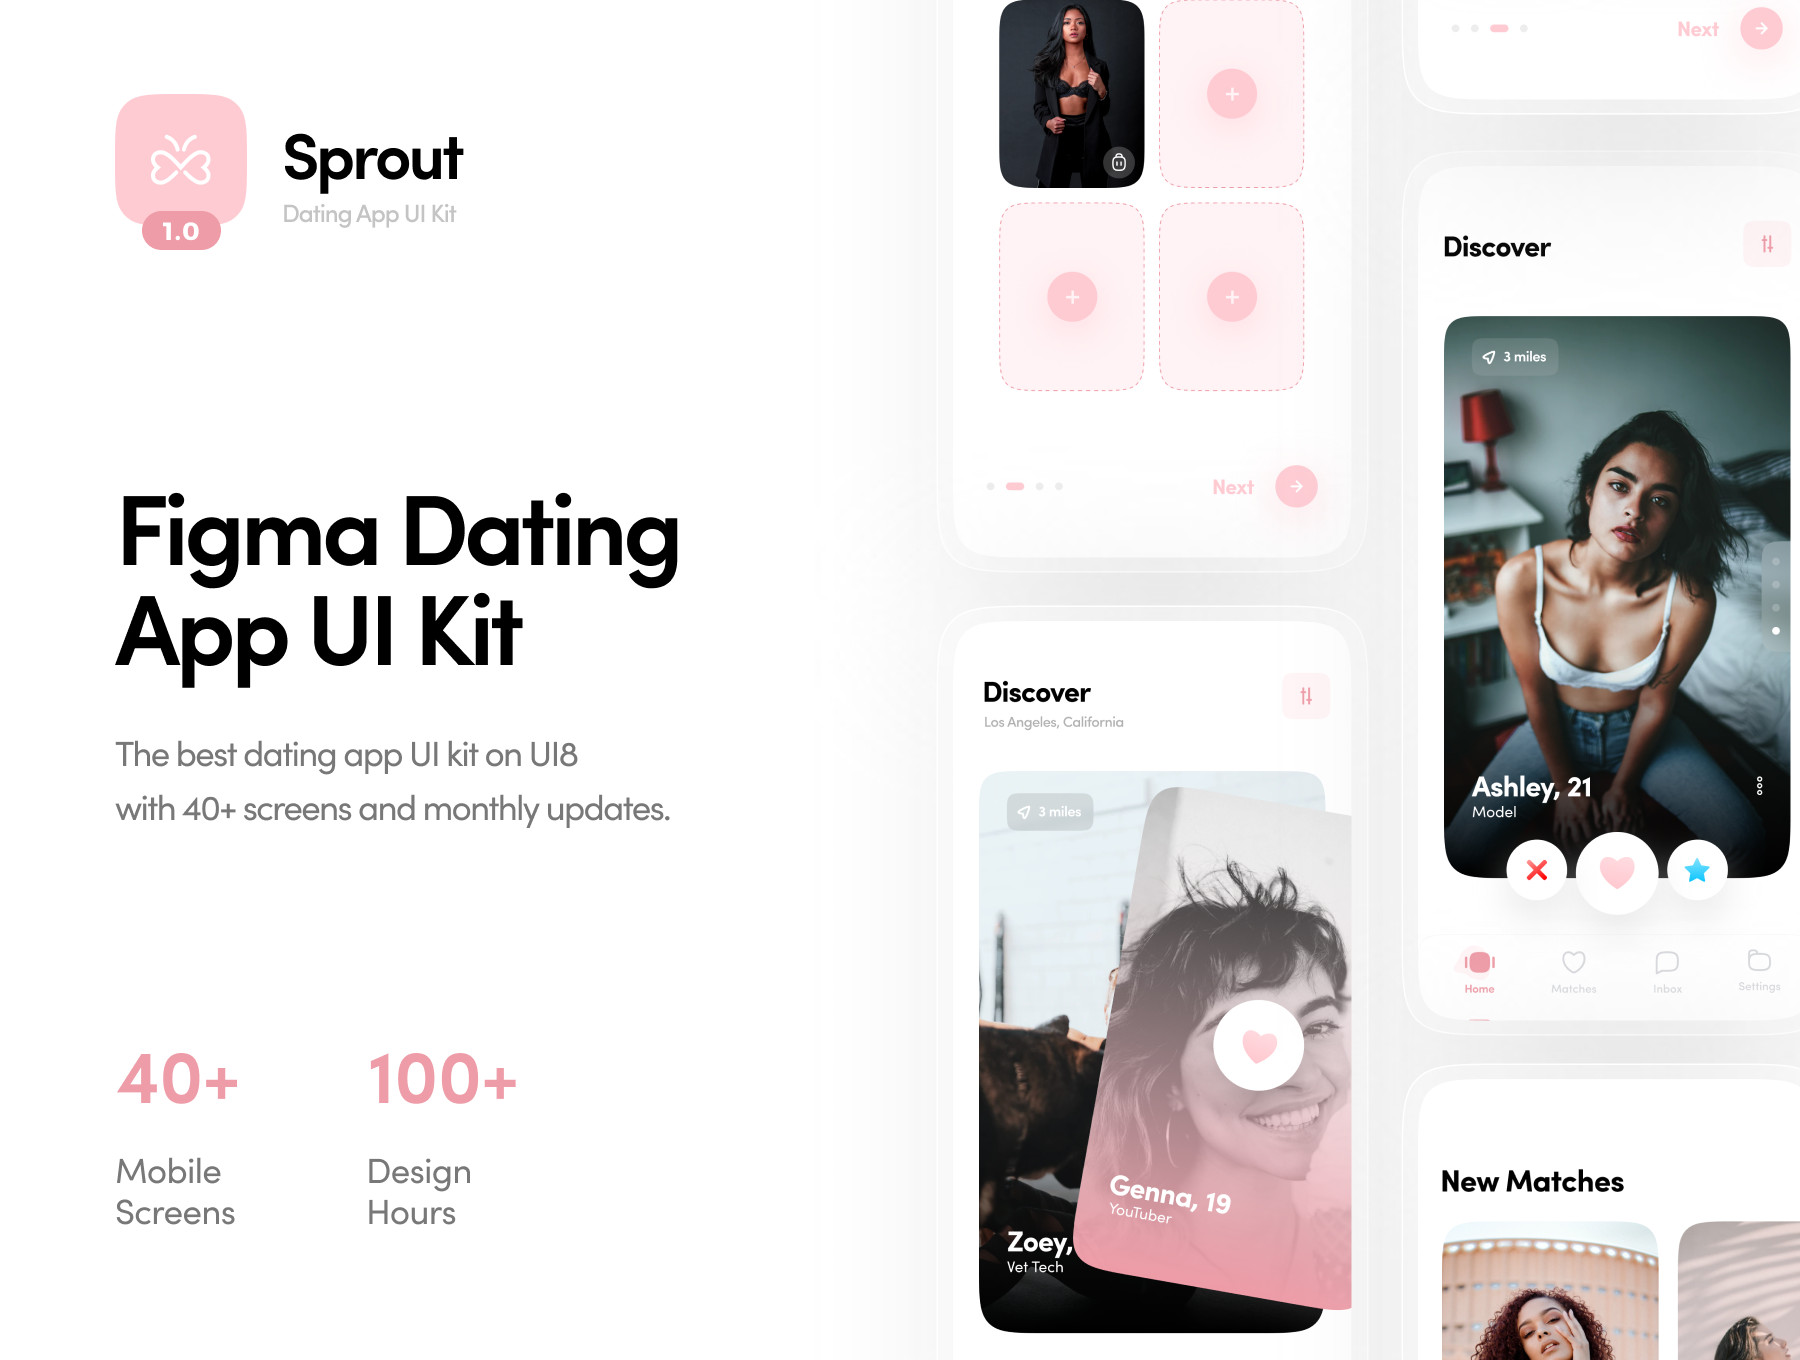 Sprout
Dating App UI Kit
1.0
Figma Dating
App UI Kit
The best dating app UI kit on UI8
with 40+ screens and monthly updates.
40+
Mobile
Screens
100+
Design
Hours
Next
Discover
Los Angeles, California
3 miles
Genna, 19
YouTuber
Zoey,
Vet Tech
Next
Discover
3 miles
Ashley, 21
Model
Home
Matches
Inbox
Settings
New Matches